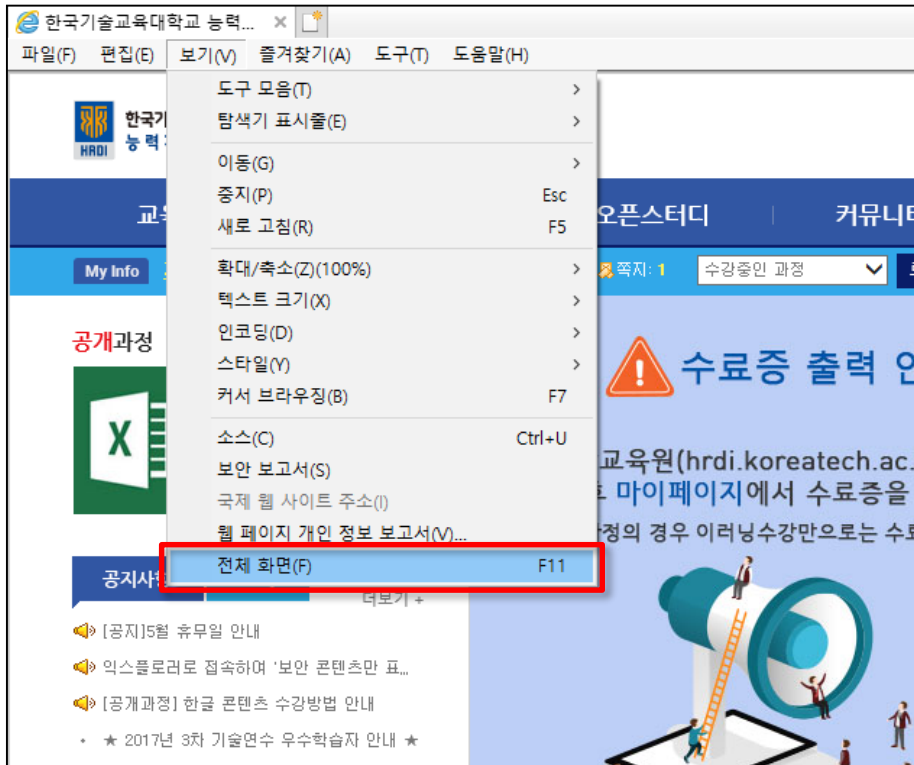 한국기술교육대학교 능력...
파일(F) 편집(E) 보기(V) 즐겨찾기(A) 도구(T) 도움말(H)
도구 모음(T)
탐색기 표시줄(E)
이동(G)
중지(P) Esc
새로 고침(R) F5
확대/축소(Z)(100%)
텍스트 크기(X)
인코딩(D)
스타일(Y)
커서 브라우징(B) F7
소스(C) Ctrl+U
보안 보고서(S)
국제 웹 사이트 주소(I)
웹 페이지 개인 정보 보고서(V)...
전체 화면(F) F11
HRDI
한국기
능력
오픈스터디 커뮤니티
My Info
쪽지: 1 수강중인 과정
공개과정
X
수료증 출력
교육원(hrdi.koreatech.ac.
마이페이지에서 수료증을
정의 경우 이러닝수강만으로는 수료
공지사항
더보기 +
[공지]5월 휴무일 안내
익스플로러로 접속하여 '보안 콘텐츠만 표...
[공개과정] 한글 콘텐츠 수강방법 안내
★ 2017년 3차 기술연수 우수학습자 안내 ★